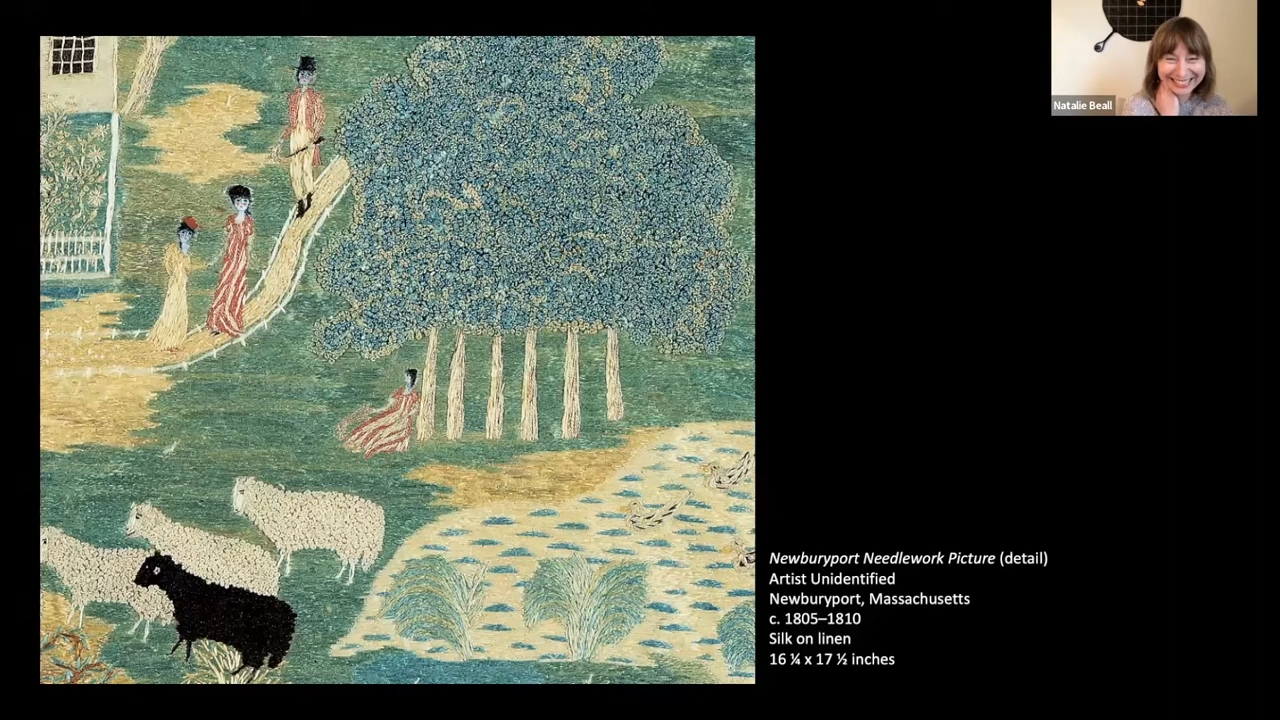 Natalie Beall
Newburyport Needlework Picture (detail)
Artist Unidentified
Newburyport, Massachusetts
c. 1805–1810
Silk on linen
16 ¼ x 17 ½ inches